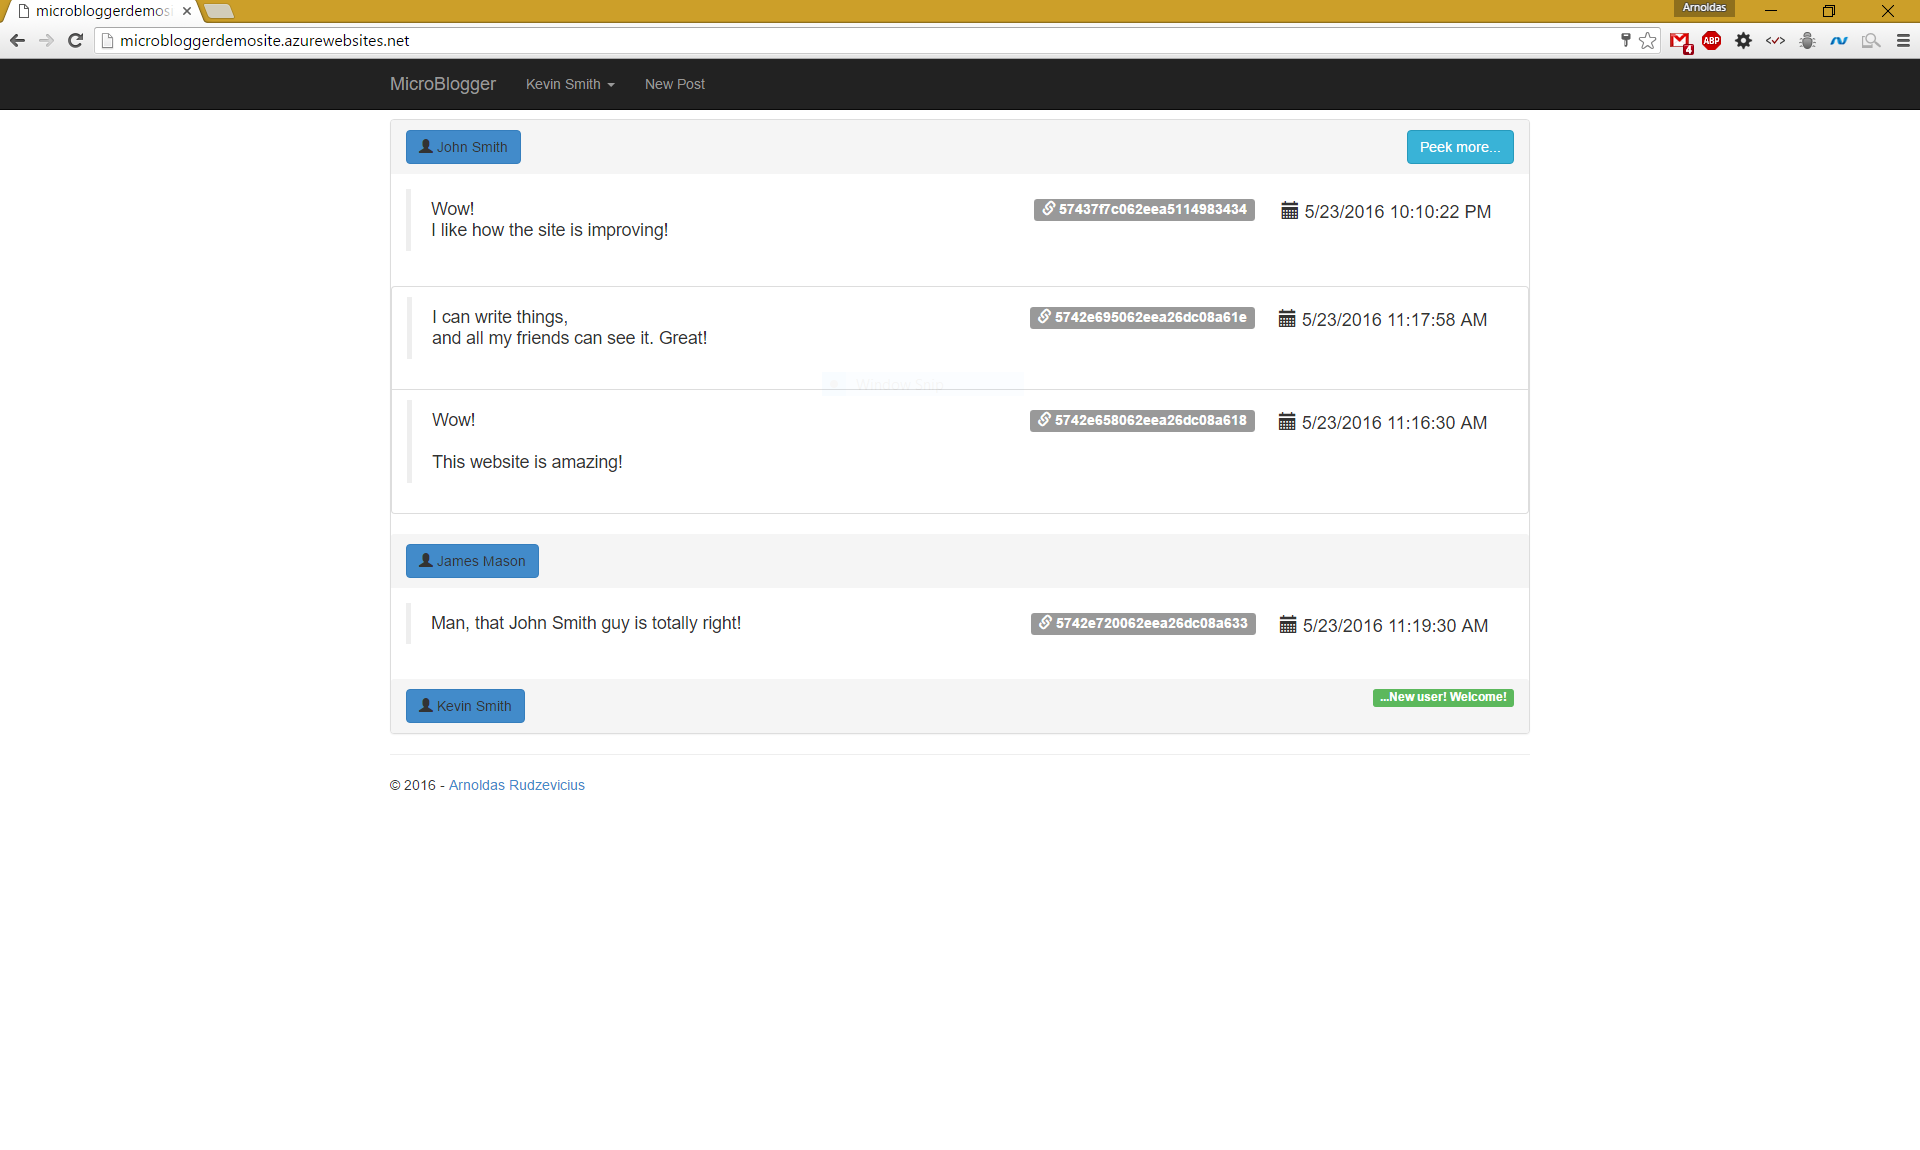 microbloggerdemos
Arnoldas
microbloggerdemosite.azurewebsites.net
ABP
4
MicroBlogger
Kevin Smith
New Post
John Smith
Peek more...
Wow!
57437f7c062eea5114983434
5/23/2016 10:10:22 PM
I like how the site is improving!
I can write things,
5742e695062eea26dc08a61e
5/23/2016 11:17:58 AM
and all my friends can see it. Great!
Window Snip
Wow!
5742e658062eea26dc08a618
5/23/2016 11:16:30 AM
This website is amazing!
James Mason
Man, that John Smith guy is totally right!
5742e720062eea26dc08a633
5/23/2016 11:19:30 AM
Kevin Smith
...New user! Welcome!
© 2016 - Arnoldas Rudzevicius